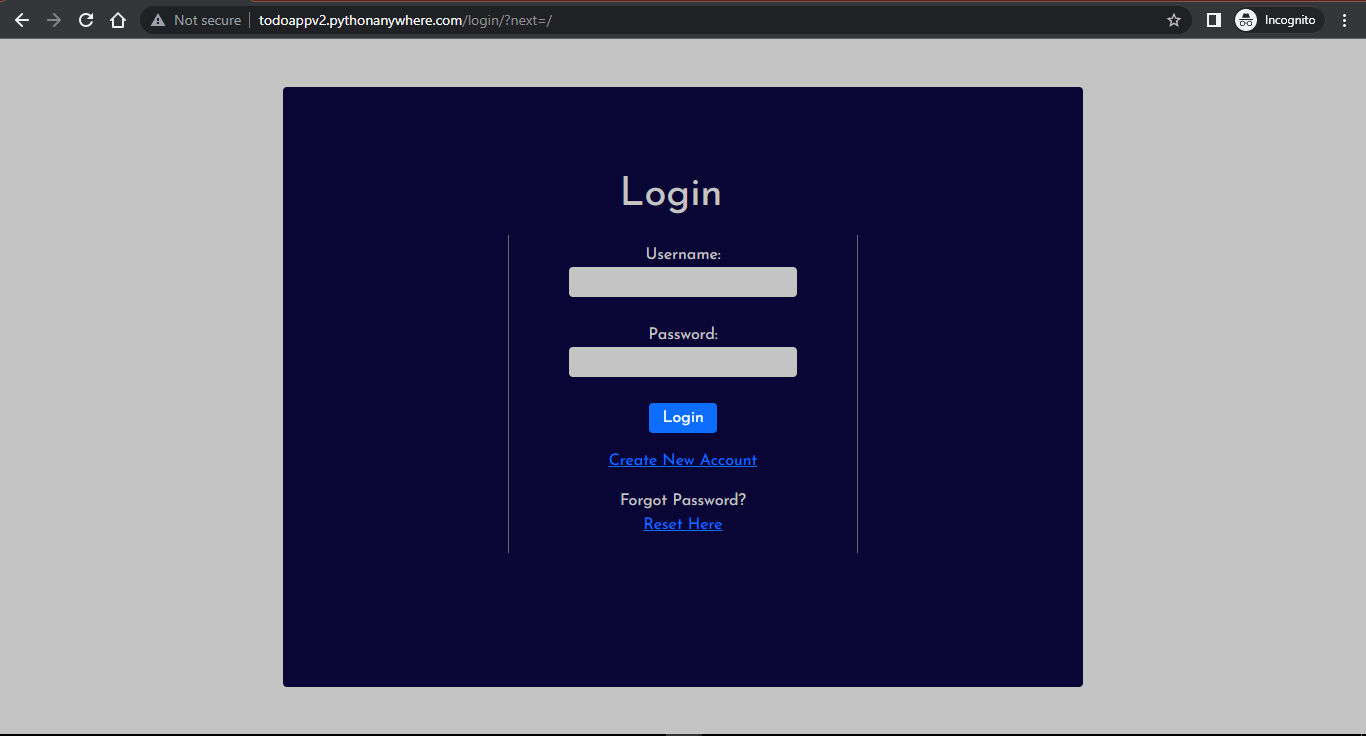 Not secure todoappv2.pythonanywhere.com/login/?next=/ Incognito
Login
Username:
Password:
Login
Create New Account
Forgot Password?
Reset Here